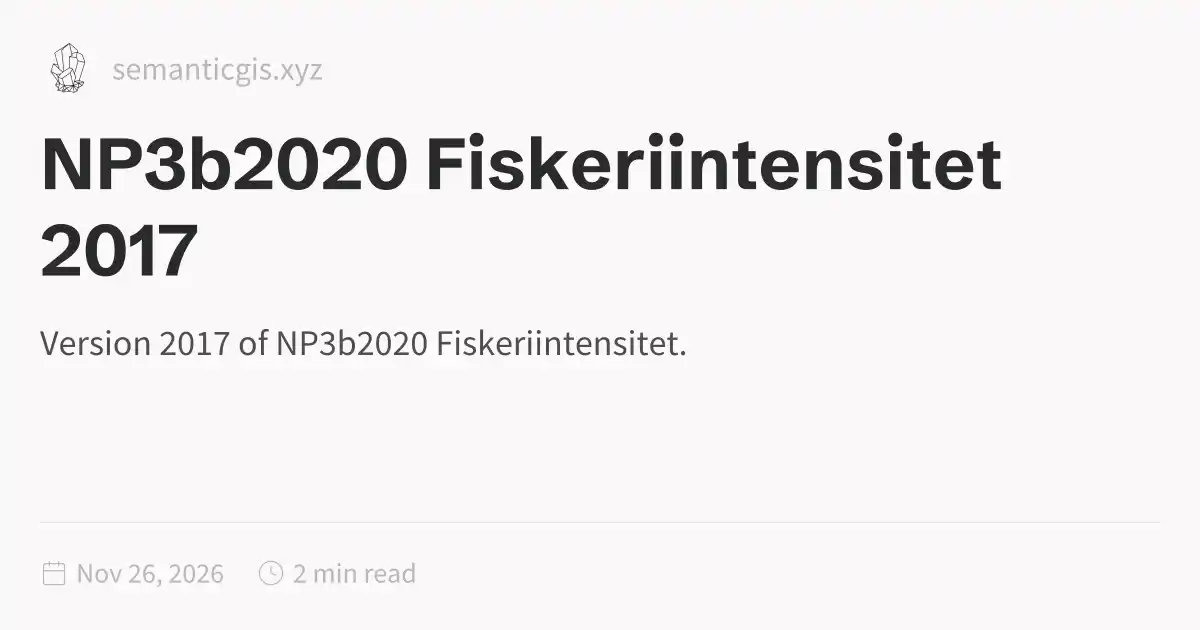 semanticgis.xyz
NP3b2020 Fiskeriintensitet
2017
Version 2017 of NP3b2020 Fiskeriintensitet.
Nov 26, 2026 2 min read